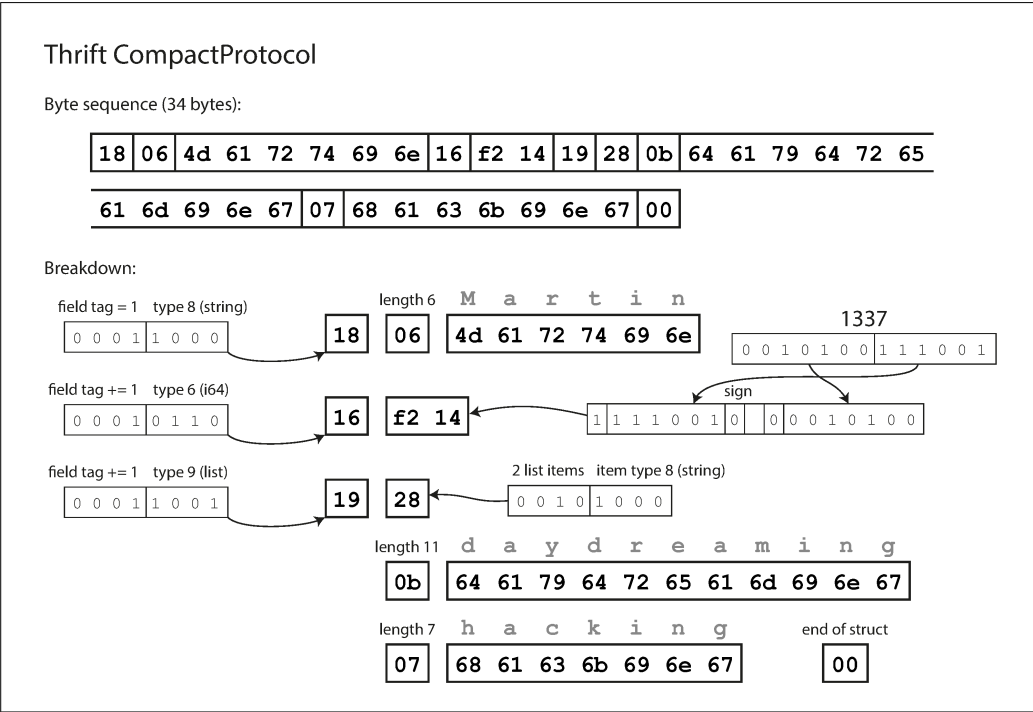 Thrift CompactProtocol
Byte sequence (34 bytes):
18 06 4d 61 72 74 69 6e 16 f2 14 19 28 0b 64 61 79 64 72 65
61 6d 69 6e 67 07 68 61 63 6b 69 6e 67 00
Breakdown:
field tag = 1 type 8 (string)
0 0 0 1 1 0 0 0
18
length 6
06
M a r t i n
4d 61 72 74 69 6e
1337
0 0 1 0 1 0 0 1 1 1 0 0 1
field tag += 1 type 6 (i64)
0 0 0 1 0 1 1 0
16
f2 14
sign
1 1 1 1 0 0 1 0 0 0 0 1 0 1 0 0
field tag += 1 type 9 (list)
0 0 0 1 1 0 0 1
19
28
2 list items item type 8 (string)
0 0 1 0 1 0 0 0
length 11
0b
d a y d r e a m i n g
64 61 79 64 72 65 61 6d 69 6e 67
length 7
07
h a c k i n g
68 61 63 6b 69 6e 67
end of struct
00